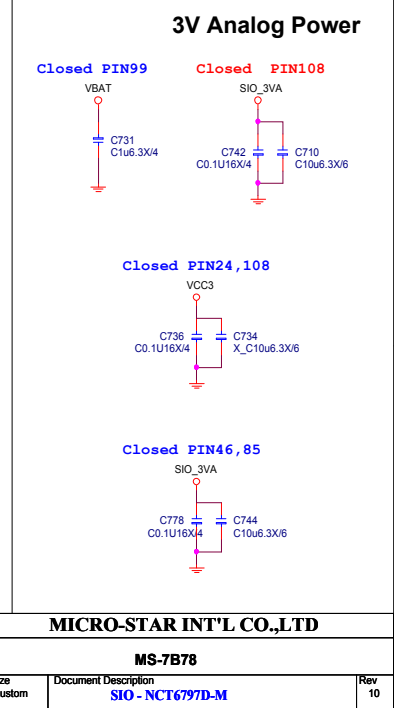 3V Analog Power
Closed PIN99
Closed PIN108
VBAT
SIO_3VA
C731
C1u6.3X/4
C742
C0.1U16X/4
C710
C10u6.3X/6
Closed PIN24,108
VCC3
C736
C0.1U16X/4
C734
X_C10u6.3X/6
Closed PIN46,85
SIO_3VA
C778
C0.1U16X/4
C744
C10u6.3X/6
MICRO-STAR INT'L CO.,LTD
MS-7B78
ze
ustom
Document Description
SIO - NCT6797D-M
Rev
10